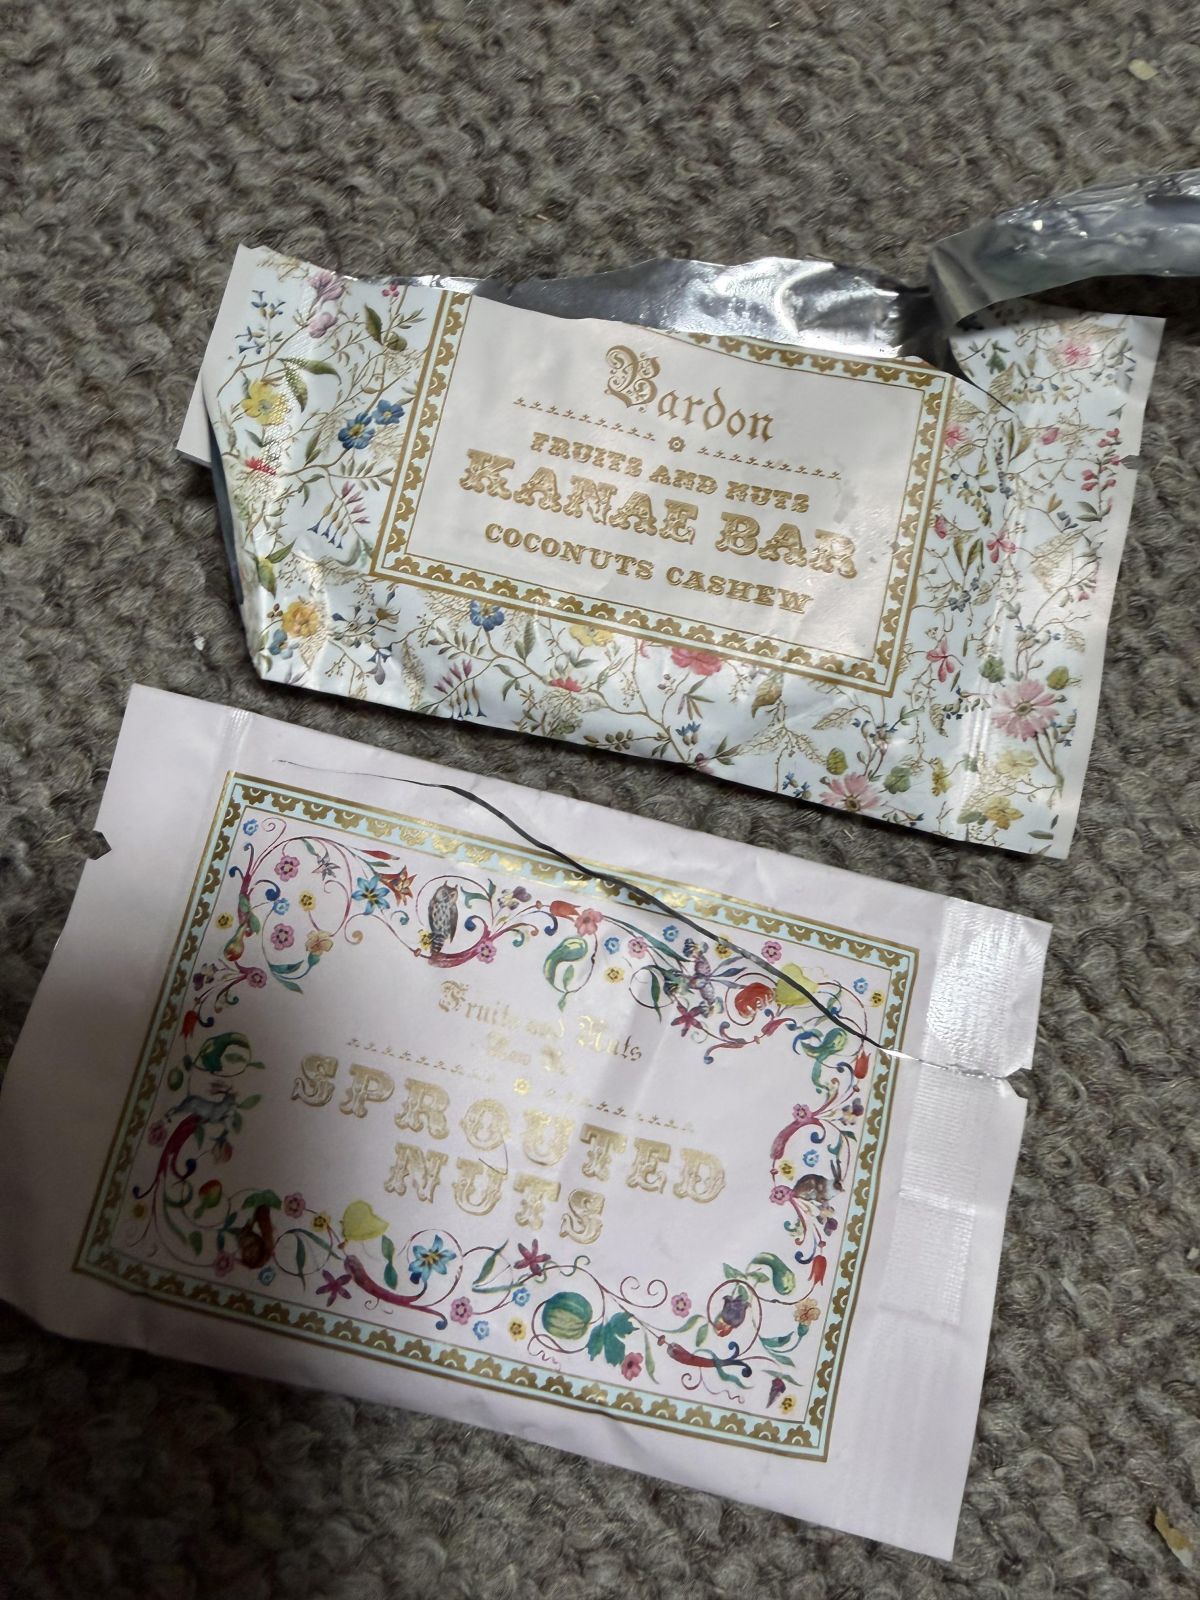 Bardon
FRUITS AND NUTS
KANAE BAR
COCONUTS CASHEW
Fruits and Nuts
SPROUTED
NUTS